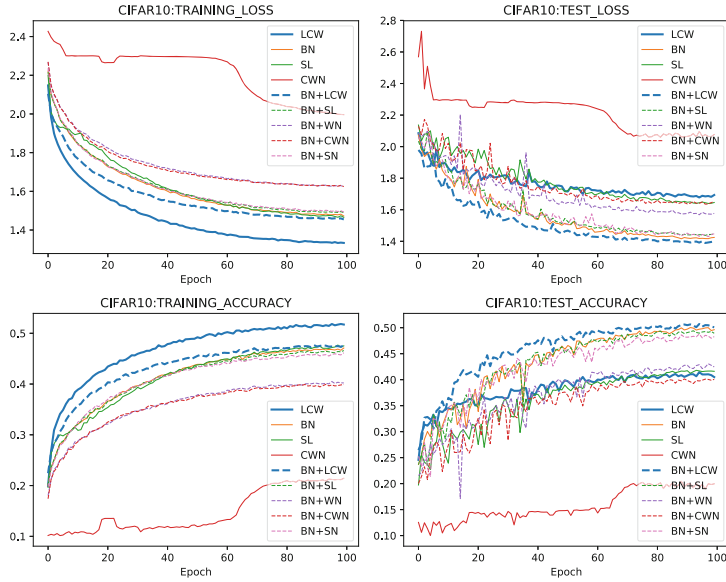 CIFAR10:TRAINING_LOSS
2.4
2.2
2.0
1.8
1.6
1.4
0
20
40
60
80
100
Epoch
LCW
BN
SL
CWN
BN+LCW
BN+SL
BN+WN
BN+CWN
BN+SN
CIFAR10:TEST_LOSS
2.6
2.4
2.2
2.0
1.8
1.6
1.4
0
20
40
60
80
100
Epoch
LCW
BN
SL
CWN
BN+LCW
BN+SL
BN+WN
BN+CWN
BN+SN
CIFAR10:TRAINING_ACCURACY
0.5
0.4
0.3
0.2
0.1
0
20
40
60
80
100
Epoch
LCW
BN
SL
CWN
BN+LCW
BN+SL
BN+WN
BN+CWN
BN+SN
CIFAR10:TEST_ACCURACY
0.50
0.45
0.40
0.35
0.30
0.25
0.20
0.15
0.10
0
20
40
60
80
100
Epoch
LCW
BN
SL
CWN
BN+LCW
BN+SL
BN+WN
BN+CWN
BN+SN